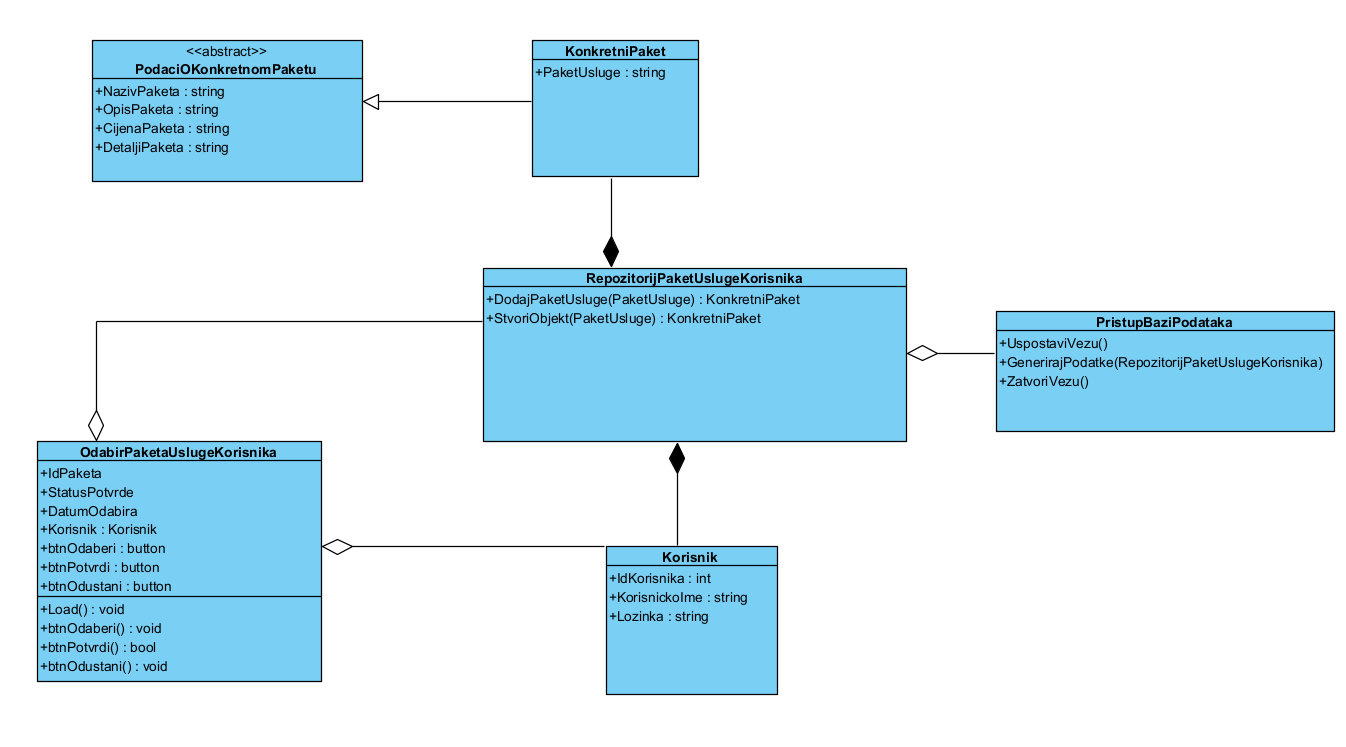 <<abstract>>
PodaciOKonkretnomPaketu
+NazivPaketa : string
+OpisPaketa : string
+CijenaPaketa : string
+DetaljiPaketa : string
KonkretniPaket
+PaketUsluge : string
RepozitorijPaketUslugeKorisnika
+DodajPaketUsluge(PaketUsluge) : KonkretniPaket
+StvoriObjekt(PaketUsluge) : KonkretniPaket
PristupBaziPodataka
+UspostaviVezu()
+GenerirajPodatke(RepozitorijPaketUslugeKorisnika)
+ZatvoriVezu()
OdabirPaketaUslugeKorisnika
+IdPaketa
+StatusPotvrde
+DatumOdabira
+Korisnik : Korisnik
+btnOdaberi : button
+btnPotvrdi : button
+btnOdustani : button
+Load() : void
+btnOdaberi() : void
+btnPotvrdi() : bool
+btnOdustani() : void
Korisnik
+IdKorisnika : int
+KorisnickoIme : string
+Lozinka : string